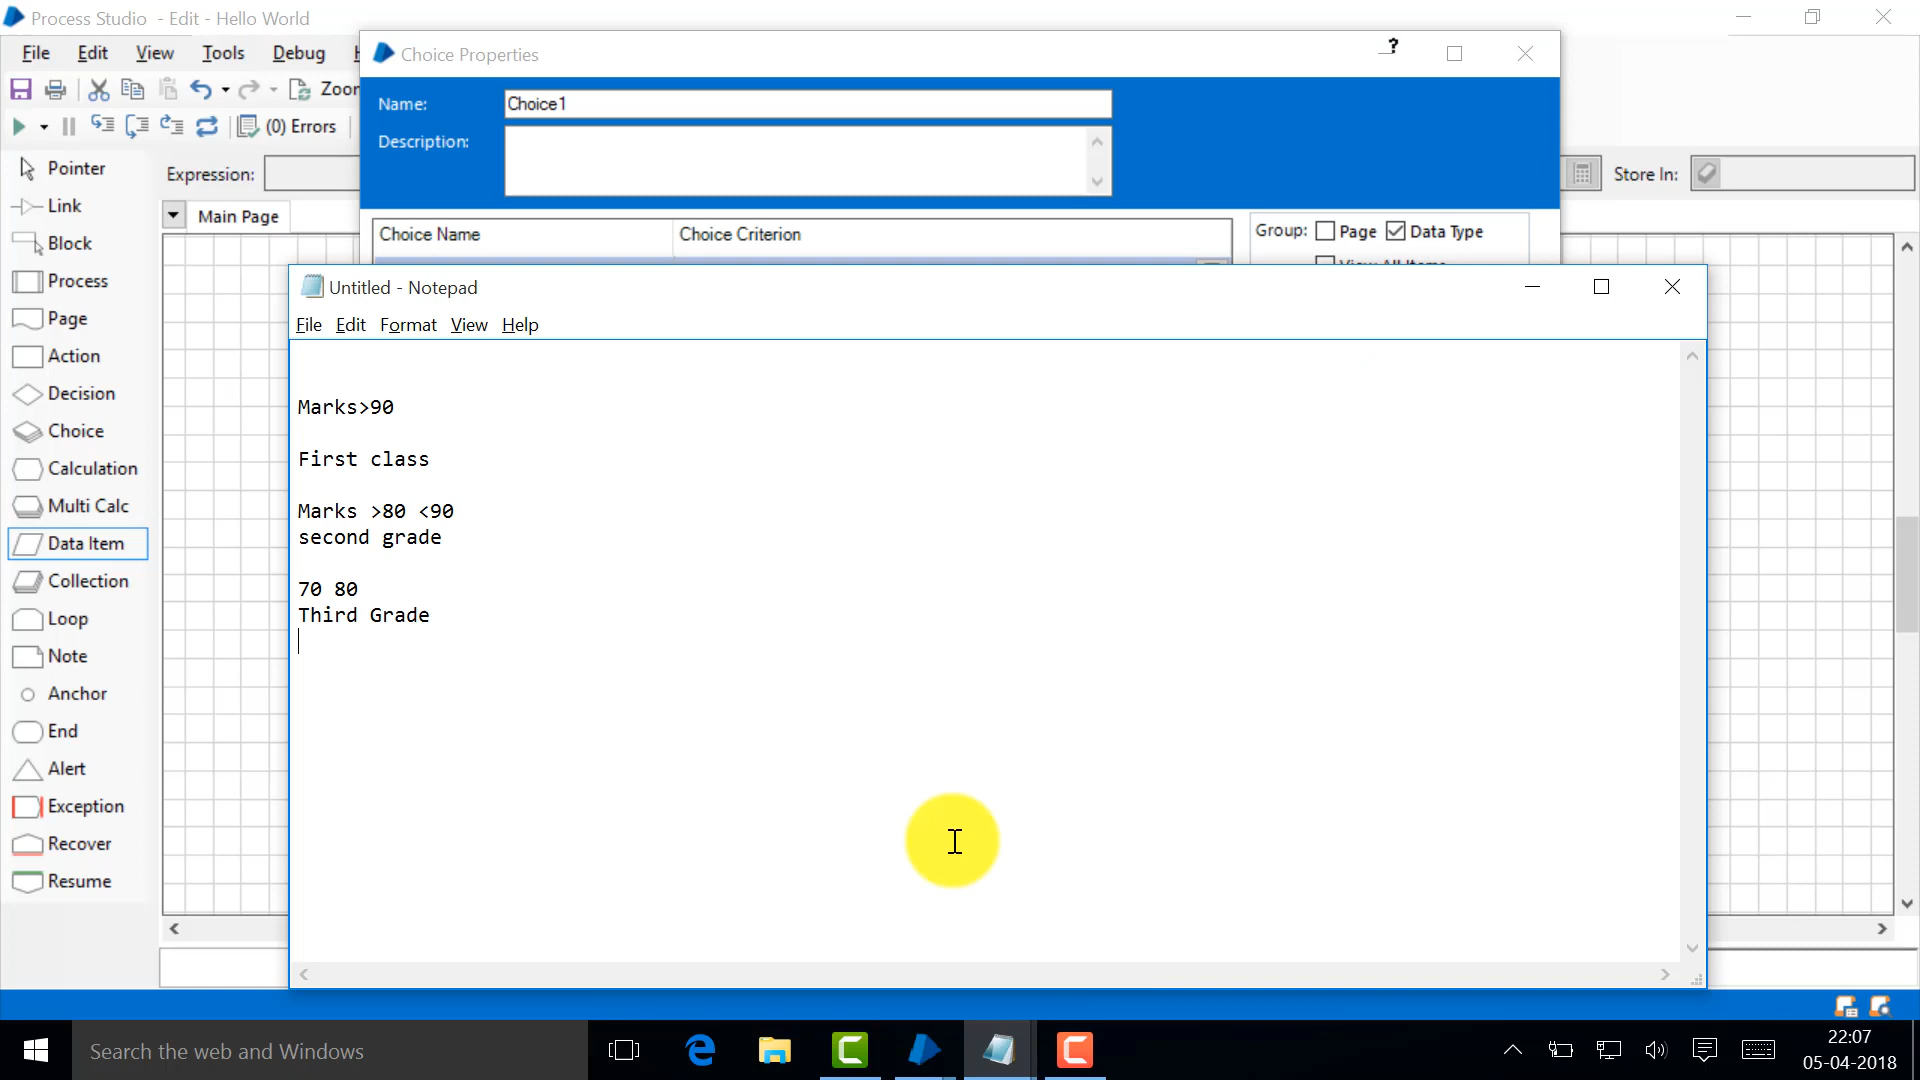 Process Studio - Edit - Hello World
File Edit View Tools Debug
Zoom
(0) Errors
Expression:
Store In:
Main Page
Pointer
Link
Block
Process
Page
Action
Decision
Choice
Calculation
Multi Calc
Data Item
Collection
Loop
Note
Anchor
End
Alert
Exception
Recover
Resume
Choice Properties
?
Name: Choice1
Description:
Choice Name Choice Criterion
Group: Page Data Type
View All Items
Untitled - Notepad
File Edit Format View Help
Marks>90
First class
Marks >80 <90
second grade
70 80
Third Grade
Search the web and Windows
22:07
05-04-2018